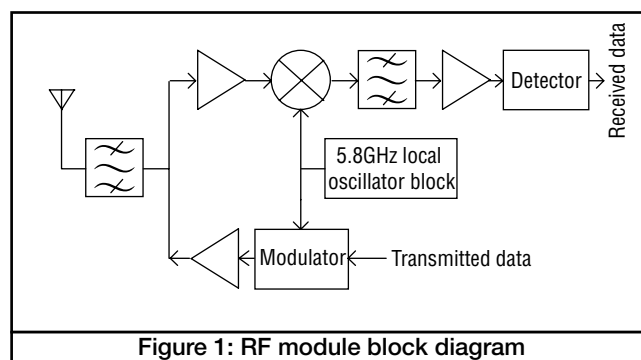 Detector
Received data
5.8GHz local
oscillator block
Modulator
Transmitted data
Figure 1: RF module block diagram